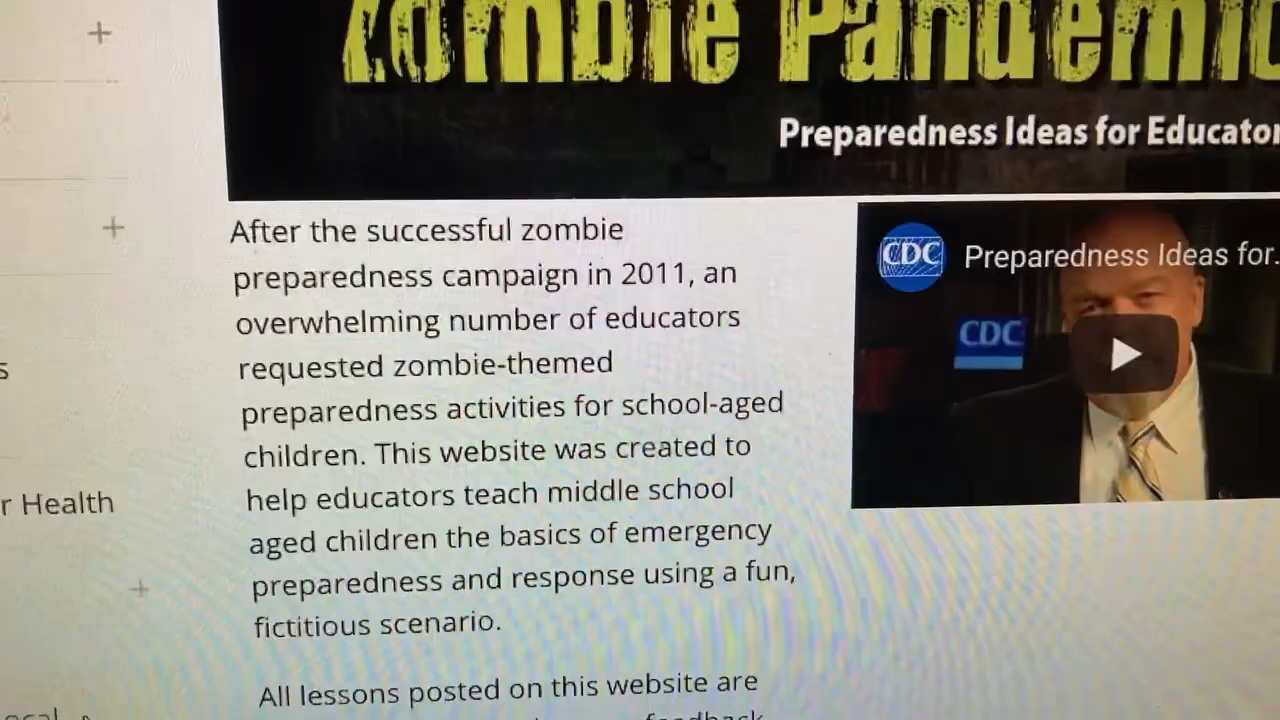 Zombie Pandemic
Preparedness Ideas for Educator
After the successful zombie
preparedness campaign in 2011, an
overwhelming number of educators
requested zombie-themed
preparedness activities for school-aged
children. This website was created to
help educators teach middle school
aged children the basics of emergency
preparedness and response using a fun,
fictitious scenario.
All lessons posted on this website are
feedback
CDC Preparedness Ideas for...
CDC
r Health